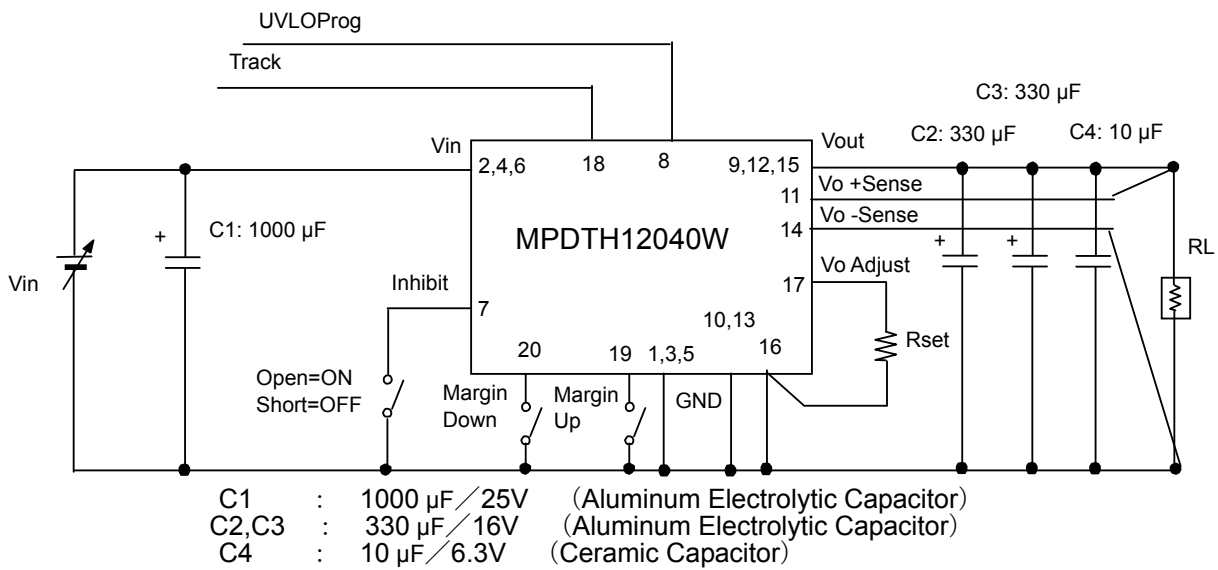 UVLOProg
Track
C3: 330 μF
C2: 330 μF
C4: 10 μF
Vin
Vout
2,4,6
18
8
9,12,15
11
Vo +Sense
Vo -Sense
14
C1: 1000 μF
+
MPDTH12040W
+
+
RL
Vin
Inhibit
Vo Adjust
7
17
10,13
Rset
20
19
1,3,5
16
Open=ON
Short=OFF
Margin
Down
Margin
Up
GND
C1 : 1000 μF／25V （Aluminum Electrolytic Capacitor）
C2,C3 : 330 μF／16V （Aluminum Electrolytic Capacitor）
C4 : 10 μF／6.3V （Ceramic Capacitor）